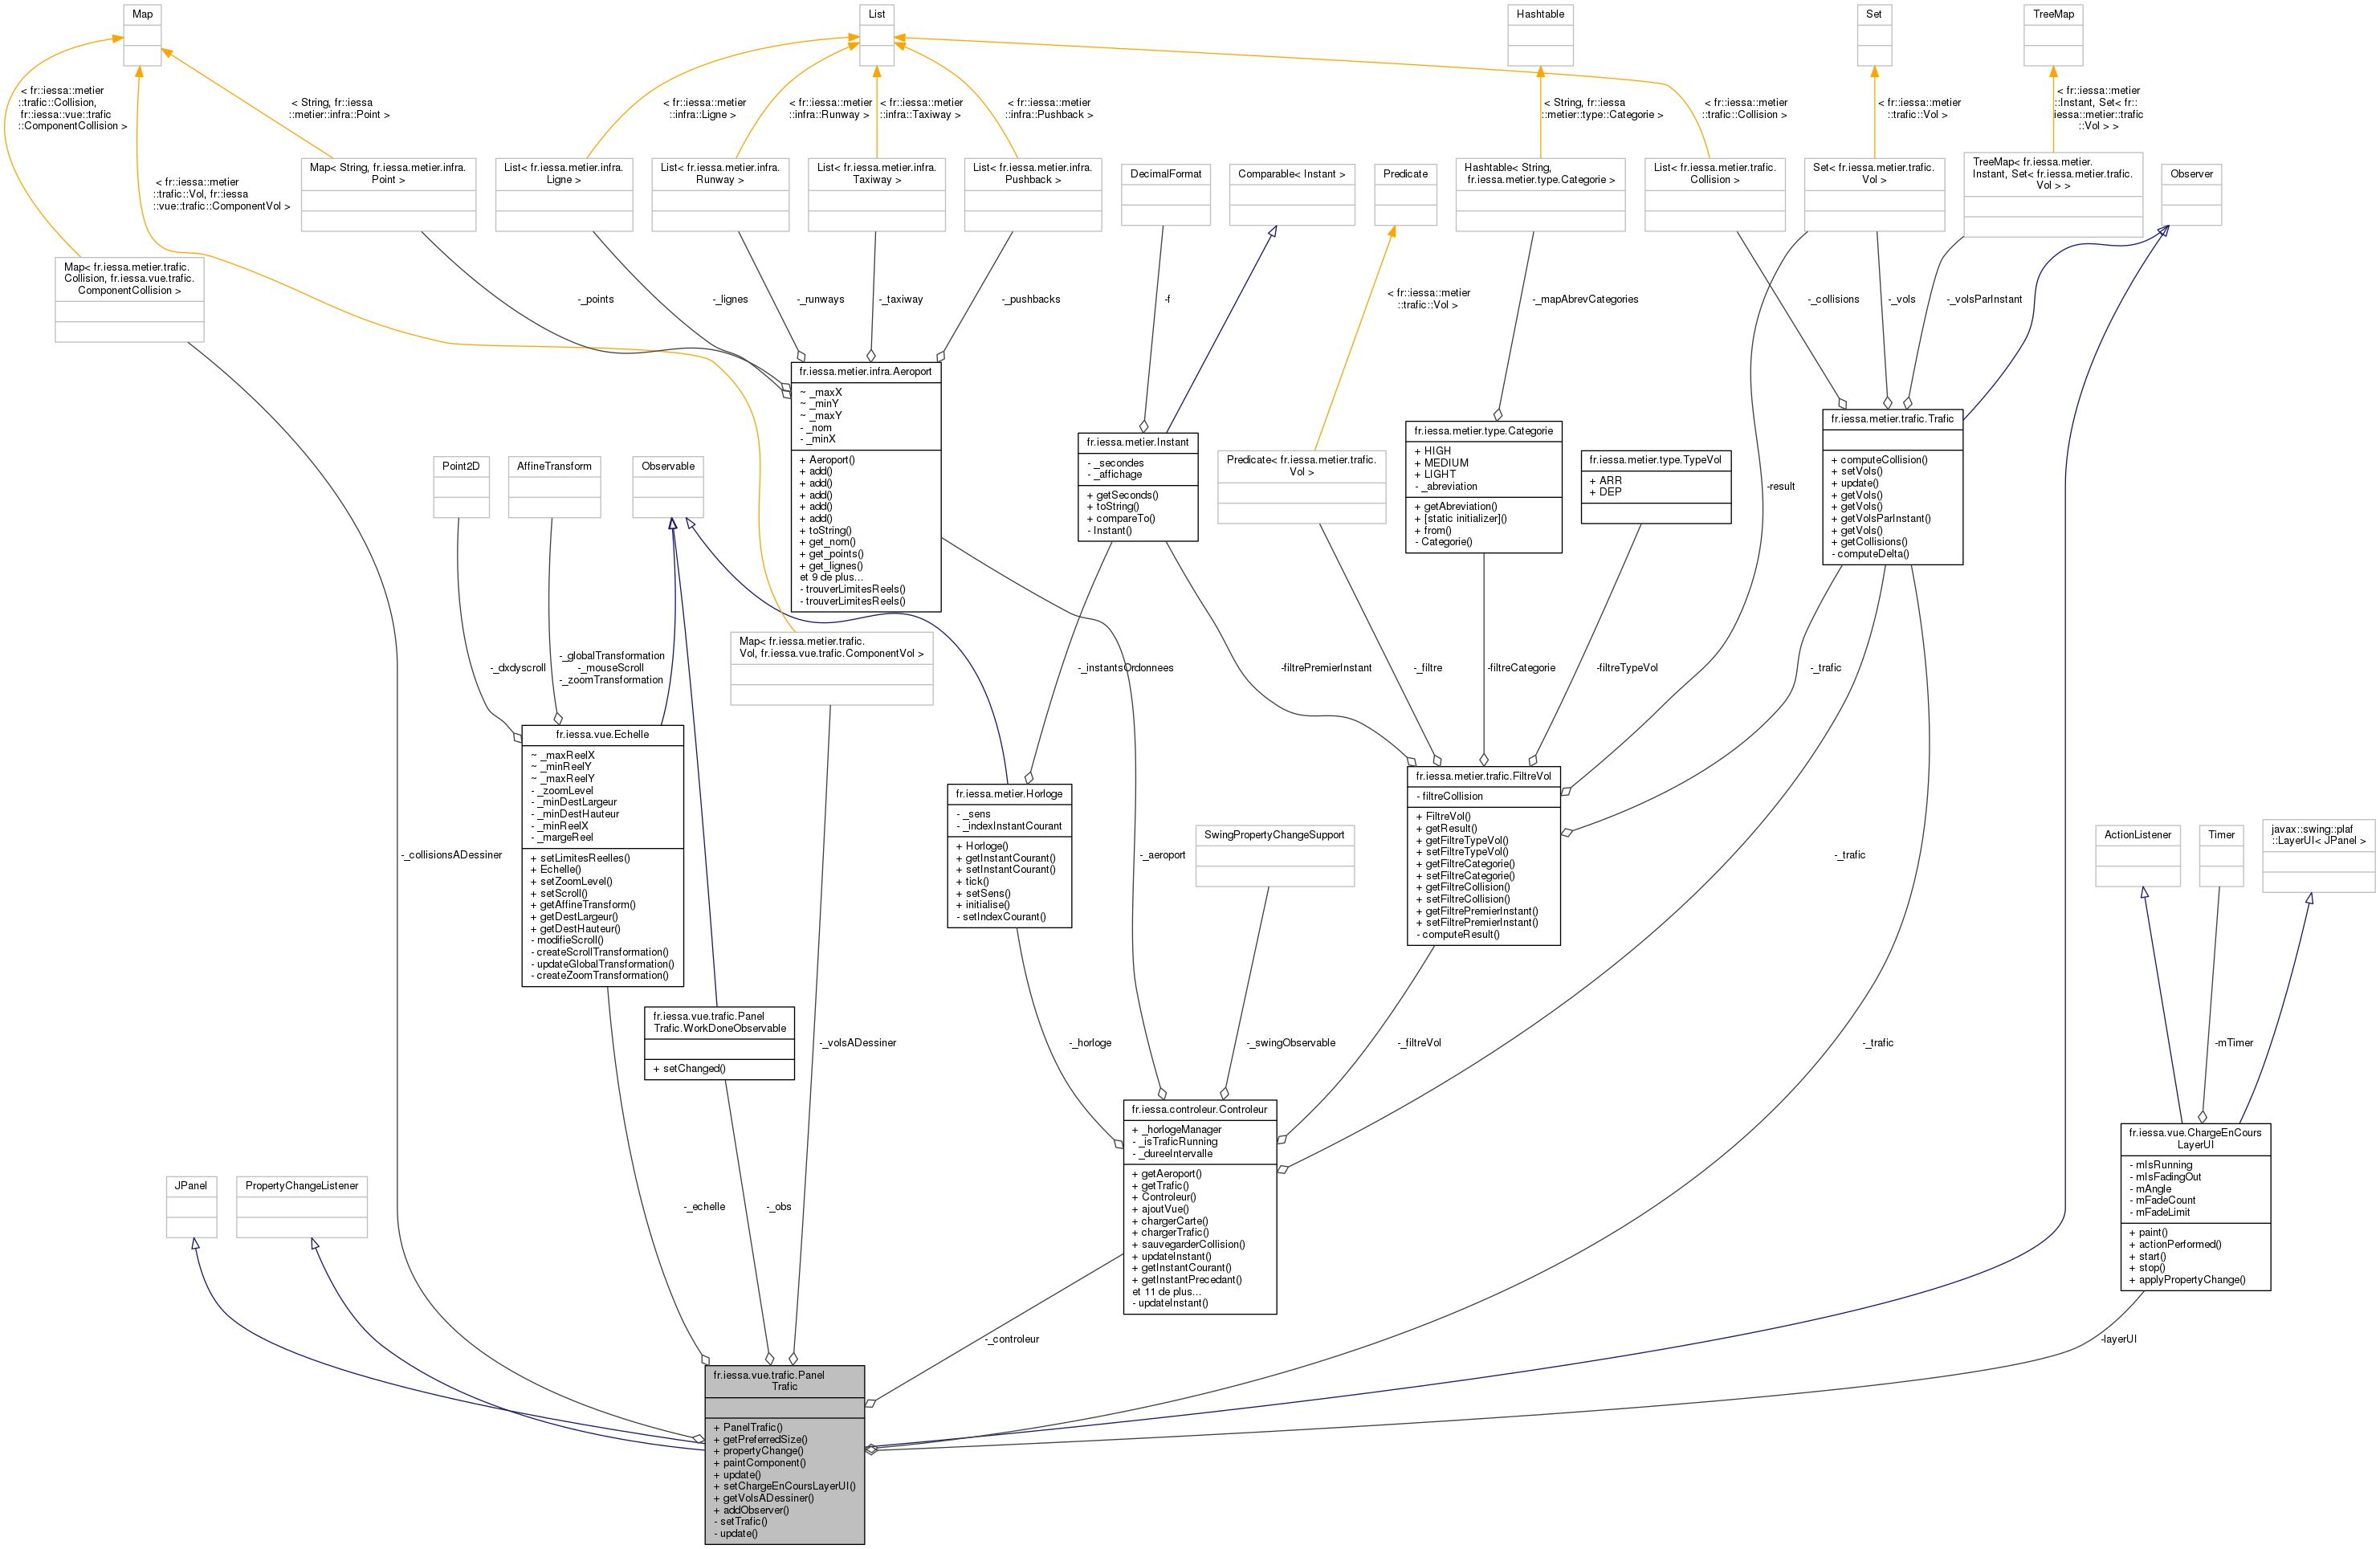 Map
List
Hashtable
Set
TreeMap
< fr::iessa::metier
::trafic::Collision,
fr::iessa::vue::trafic
::ComponentCollision >
< String, fr::iessa
::metier::infra::Point >
< fr::iessa::metier
::infra::Ligne >
< fr::iessa::metier
::infra::Runway >
< fr::iessa::metier
::infra::Taxiway >
< fr::iessa::metier
::infra::Pushback >
< String, fr::iessa
::metier::type::Categorie >
< fr::iessa::metier
::trafic::Collision >
< fr::iessa::metier
::trafic::Vol >
< fr::iessa::metier
::Instant, Set< fr::
iessa::metier::trafic
::Vol > >
< fr::iessa::metier
::trafic::Vol, fr::iessa
::vue::trafic::ComponentVol >
Map< String, fr.iessa.metier.infra.
Point >
List< fr.iessa.metier.infra.
Ligne >
List< fr.iessa.metier.infra.
Runway >
List< fr.iessa.metier.infra.
Taxiway >
List< fr.iessa.metier.infra.
Pushback >
DecimalFormat
Comparable< Instant >
Predicate
Hashtable< String,
fr.iessa.metier.type.Categorie >
List< fr.iessa.metier.trafic.
Collision >
Set< fr.iessa.metier.trafic.
Vol >
TreeMap< fr.iessa.metier.
Instant, Set< fr.iessa.metier.trafic.
Vol > >
Observer
Map< fr.iessa.metier.trafic.
Collision, fr.iessa.vue.trafic.
ComponentCollision >
-_points
-_lignes
-_runways
-_taxiway
-_pushbacks
-f
< fr::iessa::metier
::trafic::Vol >
-_mapAbrevCategories
-_collisions
-_vols
-_volsParInstant
fr.iessa.metier.infra.Aeroport
~ _maxX
~ _minY
~ _maxY
- _nom
- _minX
+ Aeroport()
+ add()
+ add()
+ add()
+ add()
+ add()
+ toString()
+ get_nom()
+ get_points()
+ get_lignes()
et 9 de plus...
- trouverLimitesReels()
- trouverLimitesReels()
fr.iessa.metier.Instant
- _secondes
- _affichage
+ getSeconds()
+ toString()
+ compareTo()
- Instant()
Predicate< fr.iessa.metier.trafic.
Vol >
fr.iessa.metier.type.Categorie
+ HIGH
+ MEDIUM
+ LIGHT
- _abreviation
+ getAbreviation()
+ [static initializer]()
+ from()
- Categorie()
fr.iessa.metier.type.TypeVol
+ ARR
+ DEP
-result
fr.iessa.metier.trafic.Trafic
+ computeCollision()
+ setVols()
+ update()
+ getVols()
+ getVols()
+ getVolsParInstant()
+ getVols()
+ getCollisions()
- computeDelta()
Point2D
AffineTransform
Observable
Map< fr.iessa.metier.trafic.
Vol, fr.iessa.vue.trafic.ComponentVol >
-_dxdyscroll
-_globalTransformation
-_mouseScroll
-_zoomTransformation
-_instantsOrdonnees
-filtrePremierInstant
-_filtre
-filtreCategorie
-filtreTypeVol
-_trafic
fr.iessa.vue.Echelle
~ _maxReelX
~ _minReelY
~ _maxReelY
- _zoomLevel
- _minDestLargeur
- _minDestHauteur
- _minReelX
- _margeReel
+ setLimitesReelles()
+ Echelle()
+ setZoomLevel()
+ setScroll()
+ getAffineTransform()
+ getDestLargeur()
+ getDestHauteur()
- modifieScroll()
- createScrollTransformation()
- updateGlobalTransformation()
- createZoomTransformation()
fr.iessa.metier.Horloge
- _sens
- _indexInstantCourant
+ Horloge()
+ getInstantCourant()
+ setInstantCourant()
+ tick()
+ setSens()
+ initialise()
- setIndexCourant()
fr.iessa.metier.trafic.FiltreVol
- filtreCollision
+ FiltreVol()
+ getResult()
+ getFiltreTypeVol()
+ setFiltreTypeVol()
+ getFiltreCategorie()
+ setFiltreCategorie()
+ getFiltreCollision()
+ setFiltreCollision()
+ getFiltrePremierInstant()
+ setFiltrePremierInstant()
- computeResult()
-_collisionsADessiner
-_aeroport
SwingPropertyChangeSupport
-_trafic
ActionListener
Timer
javax::swing::plaf
::LayerUI< JPanel >
fr.iessa.vue.trafic.Panel
Trafic.WorkDoneObservable
+ setChanged()
-_volsADessiner
-_horloge
-_swingObservable
-_filtreVol
-_trafic
-mTimer
fr.iessa.controleur.Controleur
+ _horlogeManager
- _isTraficRunning
- _dureeIntervalle
+ getAeroport()
+ getTrafic()
+ Controleur()
+ ajoutVue()
+ chargerCarte()
+ chargerTrafic()
+ sauvegarderCollision()
+ updateInstant()
+ getInstantCourant()
+ getInstantPrecedant()
et 11 de plus...
- updateInstant()
fr.iessa.vue.ChargeEnCours
LayerUI
- mIsRunning
- mIsFadingOut
- mAngle
- mFadeCount
- mFadeLimit
+ paint()
+ actionPerformed()
+ start()
+ stop()
+ applyPropertyChange()
JPanel
PropertyChangeListener
-_echelle
-_obs
-_controleur
-layerUI
fr.iessa.vue.trafic.Panel
Trafic
+ PanelTrafic()
+ getPreferredSize()
+ propertyChange()
+ paintComponent()
+ update()
+ setChargeEnCoursLayerUI()
+ getVolsADessiner()
+ addObserver()
- setTrafic()
- update()